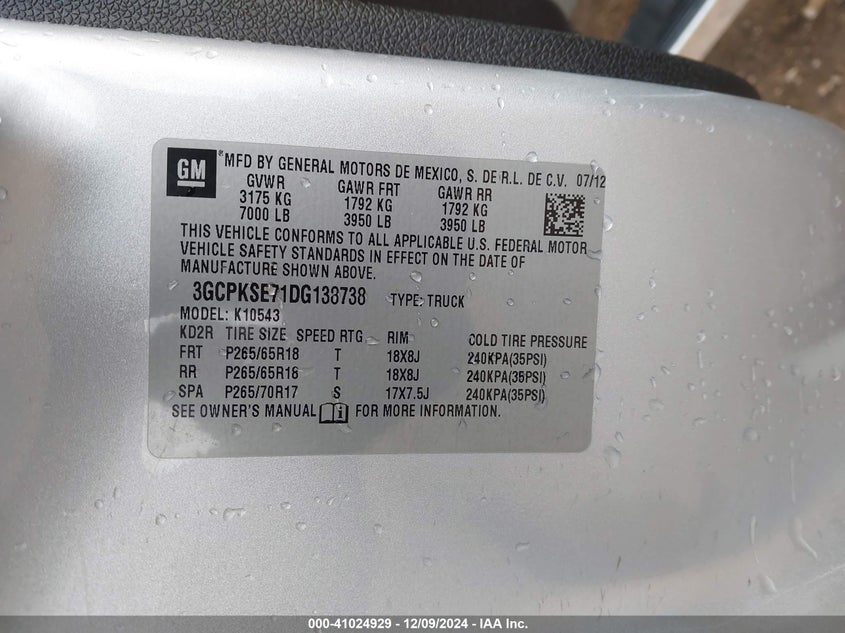 GM ® MFD BY GENERAL MOTORS DE MEXICO, S. DE R.L. DE C.V. 07/12
GVWR GAWR FRT GAWR RR
3175 KG 1792 KG 1792 KG
7000 LB 3950 LB 3950 LB
THIS VEHICLE CONFORMS TO ALL APPLICABLE U.S. FEDERAL MOTOR
VEHICLE SAFETY STANDARDS IN EFFECT ON THE DATE OF
MANUFACTURE SHOWN ABOVE.
3GCPKSE71DG138738 TYPE: TRUCK
MODEL: K10543
KD2R TIRE SIZE SPEED RTG RIM COLD TIRE PRESSURE
FRT P265/65R18 T 18X8J 240KPA(35PSI)
RR P265/65R18 T 18X8J 240KPA(35PSI)
SPA P265/70R17 S 17X7.5J 240KPA(35PSI)
SEE OWNER'S MANUAL i FOR MORE INFORMATION.
000-41024929 - 12/09/2024 - IAA Inc.